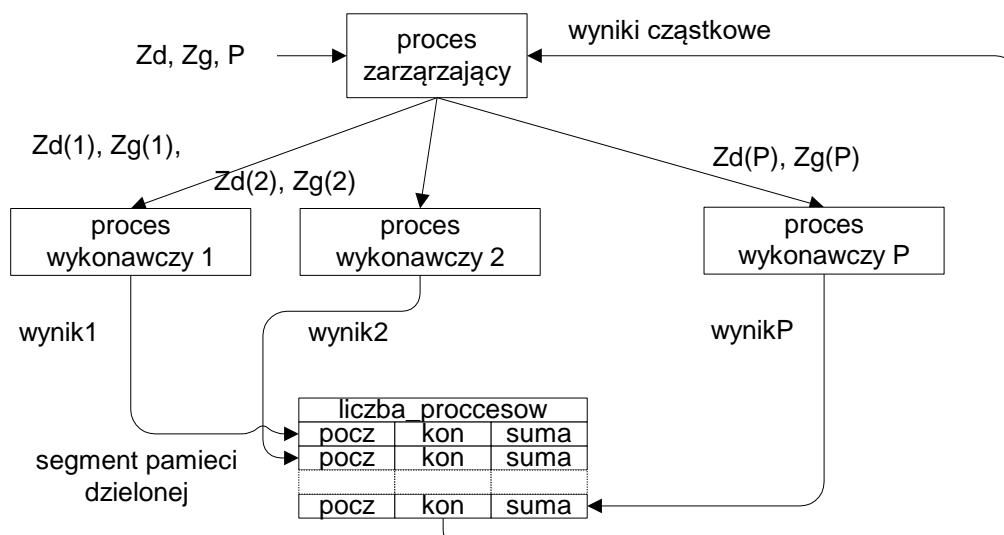 Zd, Zg, P
proces
zarządzający
wyniki cząstkowe
Zd(1), Zg(1),
Zd(2), Zg(2)
Zd(P), Zg(P)
proces
wykonawczy 1
proces
wykonawczy 2
proces
wykonawczy P
wynik1
wynik2
wynikP
liczba_proccesow
pocz kon suma
pocz kon suma
segment pamieci
dzielonej
pocz kon suma